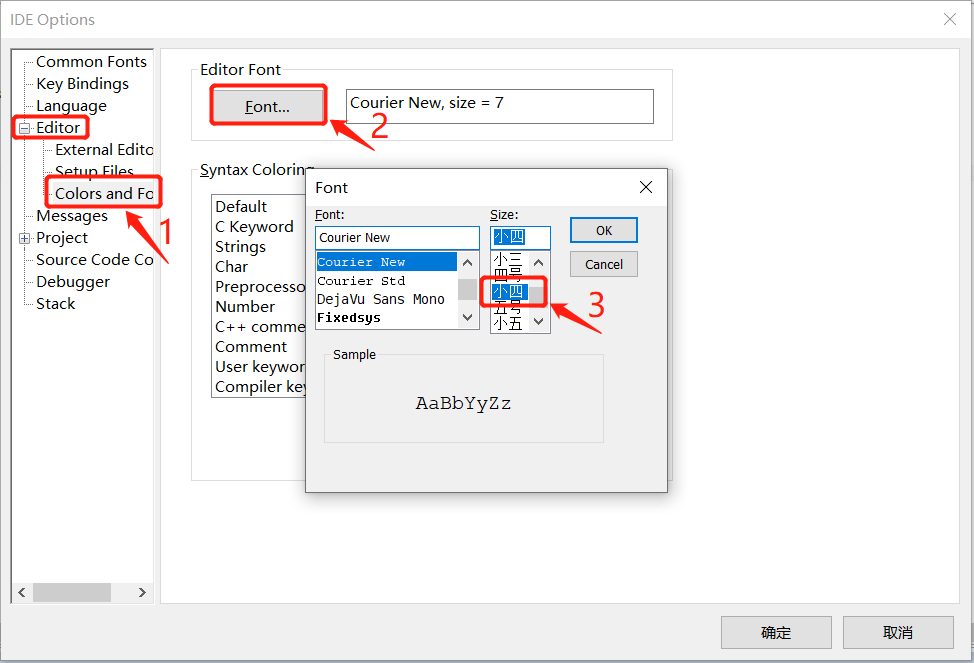 IDE Options
Common Fonts
Key Bindings
Language
Editor
External Edito
Setup Files
Colors and Fo
Messages
Project
Source Code Co
Debugger
Stack
1
Editor Font
Font...
Courier New, size = 7
2
Syntax Coloring
Default
C Keyword
Strings
Char
Preprocesso
Number
C++ comme
Comment
User keywor
Compiler key
Font
Font:
Courier New
Courier New
Courier Std
DejaVu Sans Mono
Fixedsys
Size:
小四
小三
四号
小四
五号
小五
3
OK
Cancel
Sample
AaBbYyZz
确定
取消